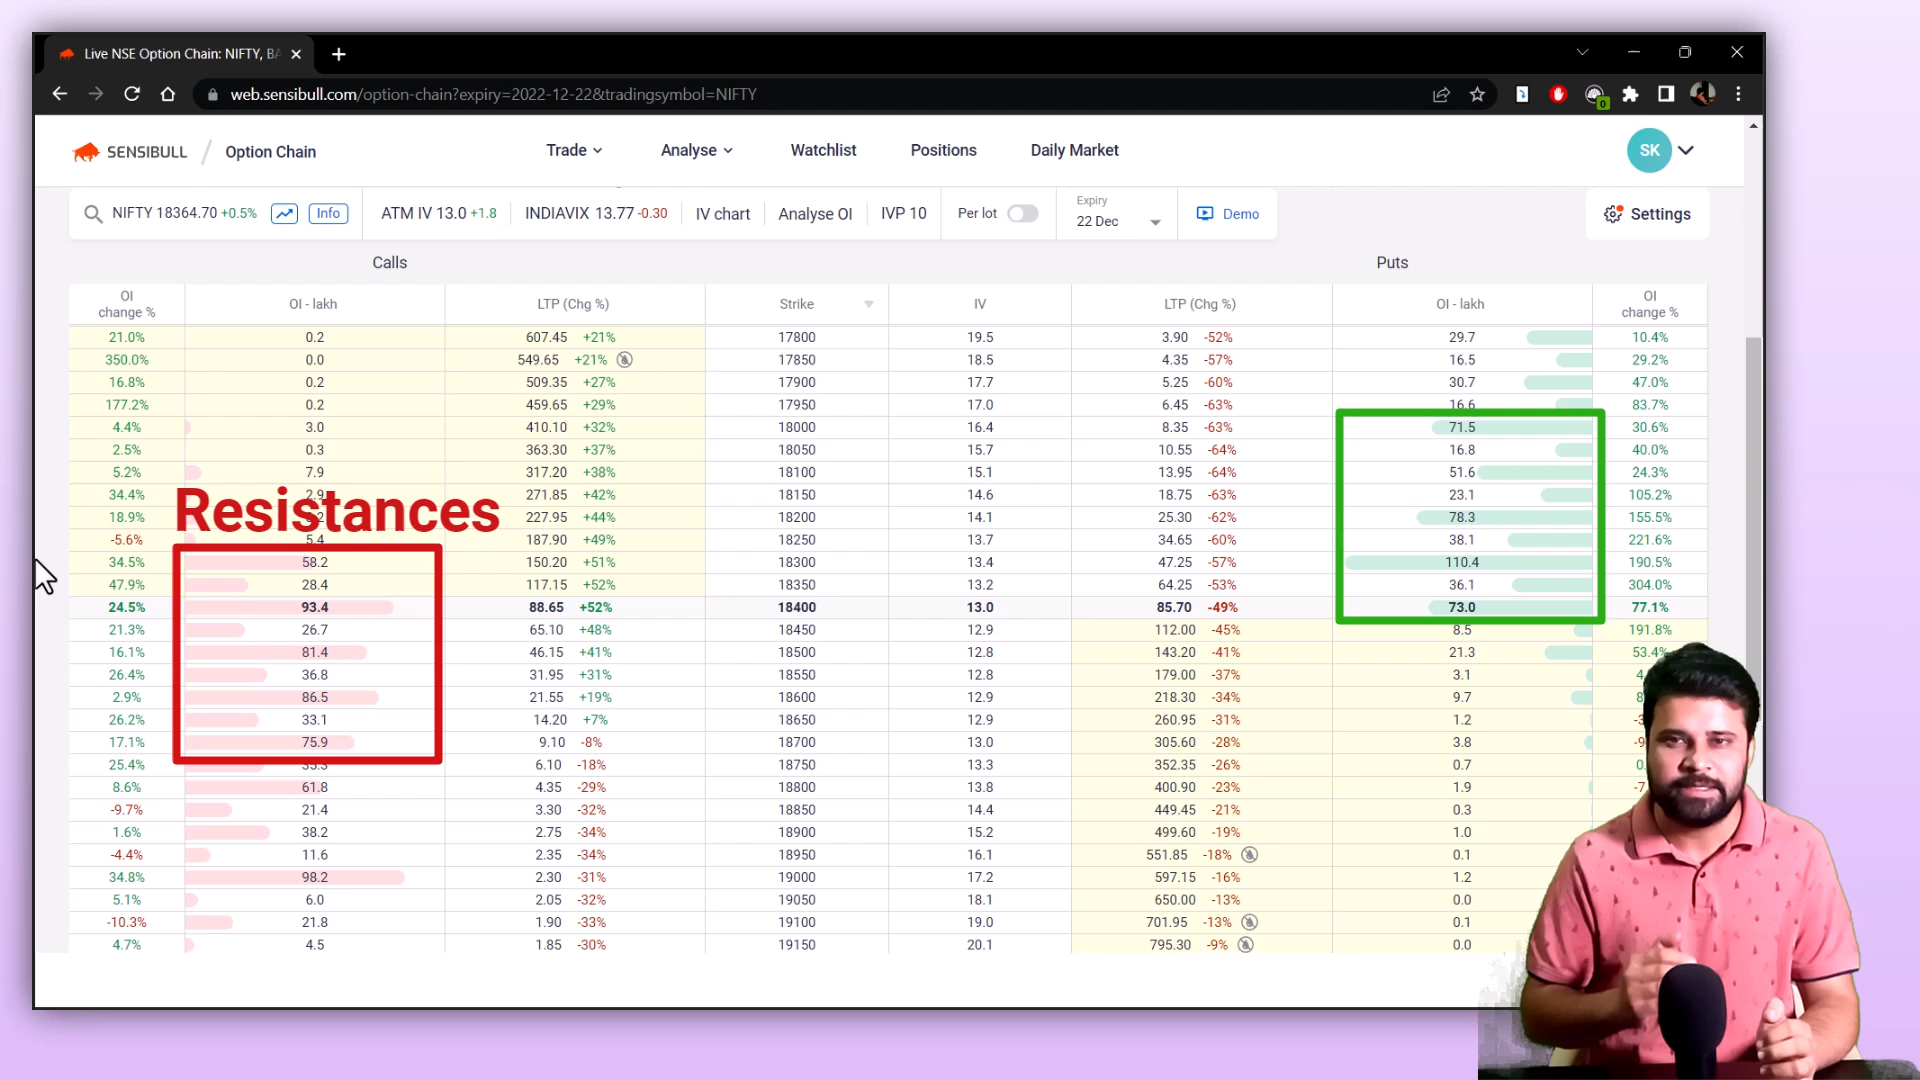 Live NSE Option Chain: NIFTY, BA
web.sensibull.com/option-chain?expiry=2022-12-22&tradingsymbol=NIFTY
0
SENSIBULL / Option Chain Trade Analyse Watchlist Positions Daily Market SK
NIFTY 18364.70 +0.5% Info ATM IV 13.0 +1.8 INDIAVIX 13.77 -0.30 IV chart Analyse OI IVP 10 Per lot Expiry 22 Dec Demo Settings
Calls Puts
OI change % OI - lakh LTP (Chg %) Strike IV LTP (Chg %) OI - lakh OI change %
21.0% 0.2 607.45 +21% 17800 19.5 3.90 -52% 29.7 10.4%
350.0% 0.0 549.65 +21% 17850 18.5 4.35 -57% 16.5 29.2%
16.8% 0.2 509.35 +27% 17900 17.7 5.25 -60% 30.7 47.0%
177.2% 0.2 459.65 +29% 17950 17.0 6.45 -63% 16.6 83.7%
4.4% 3.0 410.10 +32% 18000 16.4 8.35 -63% 71.5 30.6%
2.5% 0.3 363.30 +37% 18050 15.7 10.55 -64% 16.8 40.0%
5.2% 7.9 317.20 +38% 18100 15.1 13.95 -64% 51.6 24.3%
34.4% 2.9 271.85 +42% 18150 14.6 18.75 -63% 23.1 105.2%
Resistances
18.9% 227.95 +44% 18200 14.1 25.30 -62% 78.3 155.5%
-5.6% 5.4 187.90 +49% 18250 13.7 34.65 -60% 38.1 221.6%
34.5% 58.2 150.20 +51% 18300 13.4 47.25 -57% 110.4 190.5%
47.9% 28.4 117.15 +52% 18350 13.2 64.25 -53% 36.1 304.0%
24.5% 93.4 88.65 +52% 18400 13.0 85.70 -49% 73.0 77.1%
21.3% 26.7 65.10 +48% 18450 12.9 112.00 -45% 8.5 191.8%
16.1% 81.4 46.15 +41% 18500 12.8 143.20 -41% 21.3 53.4%
26.4% 36.8 31.95 +31% 18550 12.8 179.00 -37% 3.1
2.9% 86.5 21.55 +19% 18600 12.9 218.30 -34% 9.7
26.2% 33.1 14.20 +7% 18650 12.9 260.95 -31% 1.2
17.1% 75.9 9.10 -8% 18700 13.0 305.60 -28% 3.8
25.4% 35.3 6.10 -18% 18750 13.3 352.35 -26% 0.7
8.6% 61.8 4.35 -29% 18800 13.8 400.90 -23% 1.9
-9.7% 21.4 3.30 -32% 18850 14.4 449.45 -21% 0.3
1.6% 38.2 2.75 -34% 18900 15.2 499.60 -19% 1.0
-4.4% 11.6 2.35 -34% 18950 16.1 551.85 -18% 0.1
34.8% 98.2 2.30 -31% 19000 17.2 597.15 -16% 1.2
5.1% 6.0 2.05 -32% 19050 18.1 650.00 -13% 0.0
-10.3% 21.8 1.90 -33% 19100 19.0 701.95 -13% 0.1
4.7% 4.5 1.85 -30% 19150 20.1 795.30 -9% 0.0